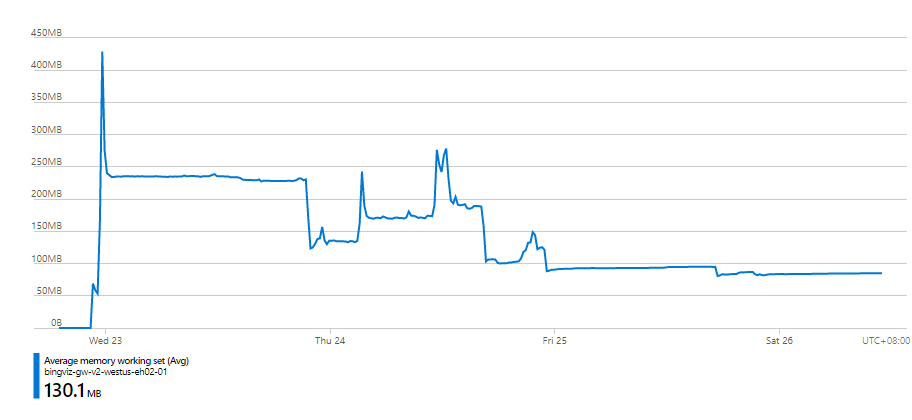 450MB
400MB
350MB
300MB
250MB
200MB
150MB
100MB
50MB
0B
Wed 23 Thu 24 Fri 25 Sat 26 UTC+08:00
Average memory working set (Avg)
bingviz-gw-v2-westus-eh02-01
130.1 MB